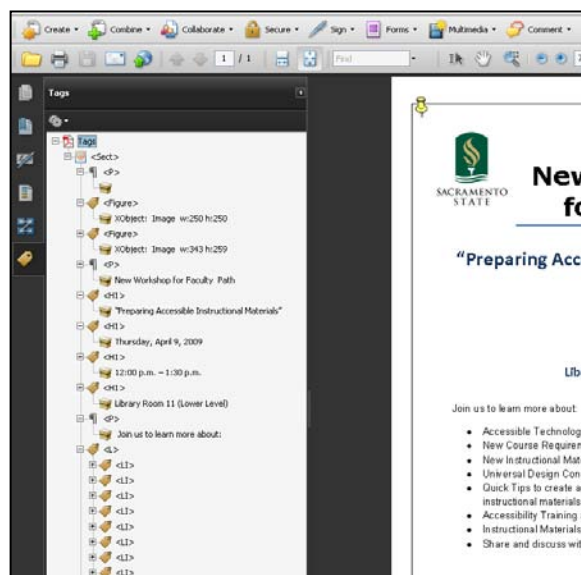 Create Combine Collaborate Secure Sign Forms Multimedia Comment
1 / 1 Find
Tags
Tags
<Sect>
<P>
<Figure>
XObject: Image w:250 h:250
<Figure>
XObject: Image w:343 h:259
<P>
New Workshop for Faculty Path
<H1>
"Preparing Accessible Instructional Materials"
<H1>
Thursday, April 9, 2009
<H1>
12:00 p.m. – 1:30 p.m.
<H1>
Library Room 11 (Lower Level)
<P>
Join us to learn more about:
<L>
<LI>
<LI>
<LI>
<LI>
<LI>
<LI>
<LI>
<LI>
SACRAMENTO
STATE
New
fo
"Preparing Acc
Lib
Join us to learn more about:
• Accessible Technolog
• New Course Requiren
• New Instructional Mat
• Universal Design Con
• Quick Tips to create a
instructional materials
• Accessibility Training
• Instructional Materials
• Share and discuss wit